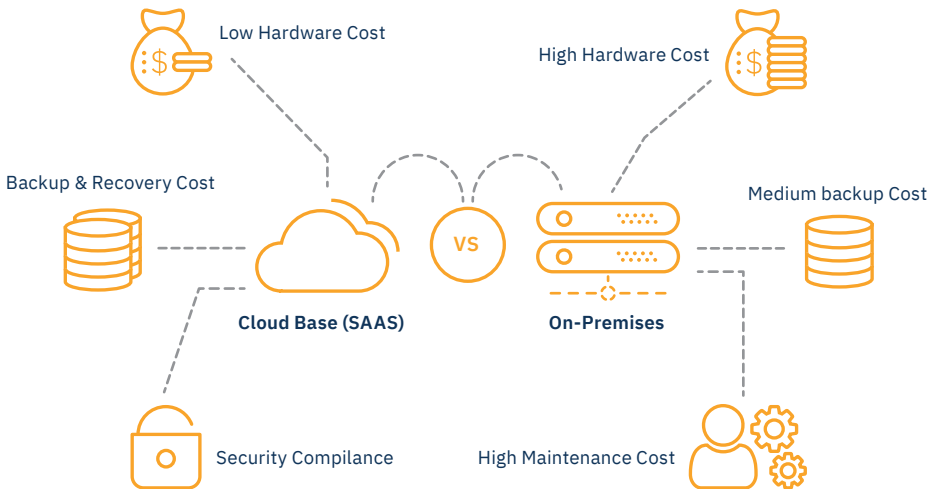 Low Hardware Cost
High Hardware Cost
Backup & Recovery Cost
Medium backup Cost
VS
Cloud Base (SAAS)
On-Premises
Security Compilance
High Maintenance Cost
$
$